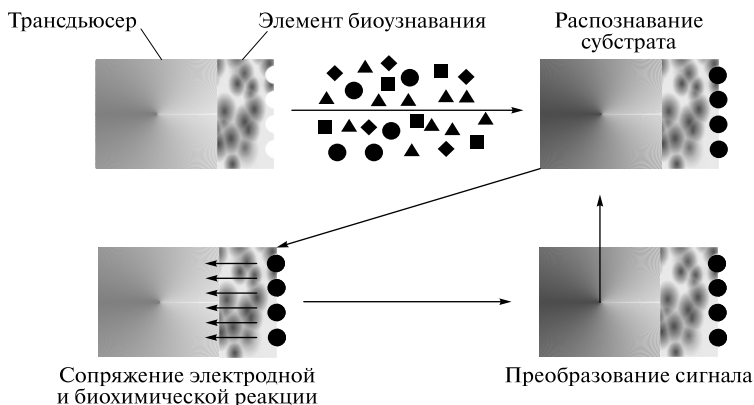 Трансдьюсер
Элемент биоузнавания
Распознавание
субстрата
Сопряжение электродной
и биохимической реакции
Преобразование сигнала